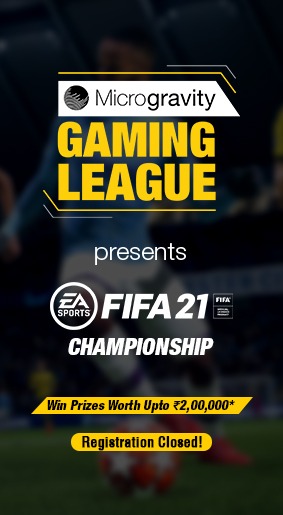 Microgravity
GAMING
LEAGUE
presents
EA
SPORTS
FIFA 21
FIFA
CHAMPIONSHIP
Win Prizes Worth Upto ₹2,00,000*
Registration Closed!